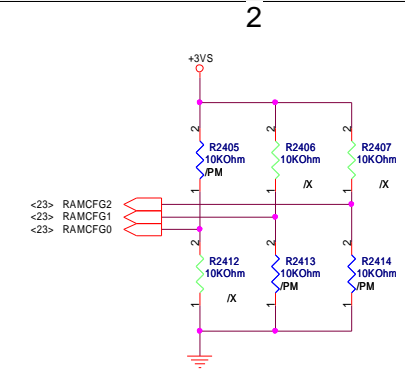 2
+3VS
2 2 2
R2405 R2406 R2407
10KOhm 10KOhm 10KOhm
/PM
/X /X
1 1 1
<23> RAMCFG2
<23> RAMCFG1
<23> RAMCFG0
2 2 2
R2412 R2413 R2414
10KOhm 10KOhm 10KOhm
/X /PM /PM
1 1 1